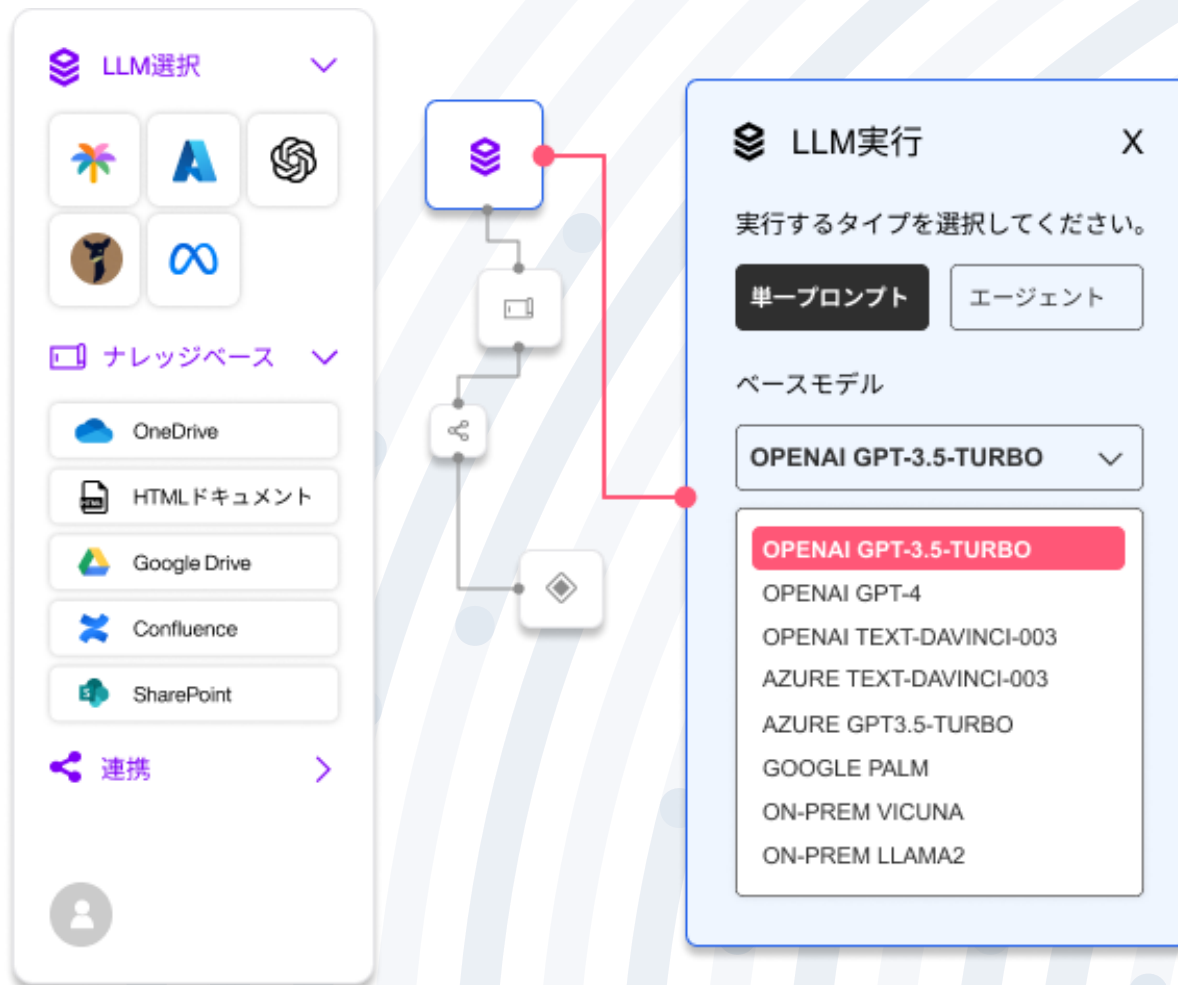 LLM選択
ナレッジベース
OneDrive
HTMLドキュメント
Google Drive
Confluence
SharePoint
連携
LLM実行
X
実行するタイプを選択してください。
単一プロンプト
エージェント
ベースモデル
OPENAI GPT-3.5-TURBO
OPENAI GPT-3.5-TURBO
OPENAI GPT-4
OPENAI TEXT-DAVINCI-003
AZURE TEXT-DAVINCI-003
AZURE GPT3.5-TURBO
GOOGLE PALM
ON-PREM VICUNA
ON-PREM LLAMA2